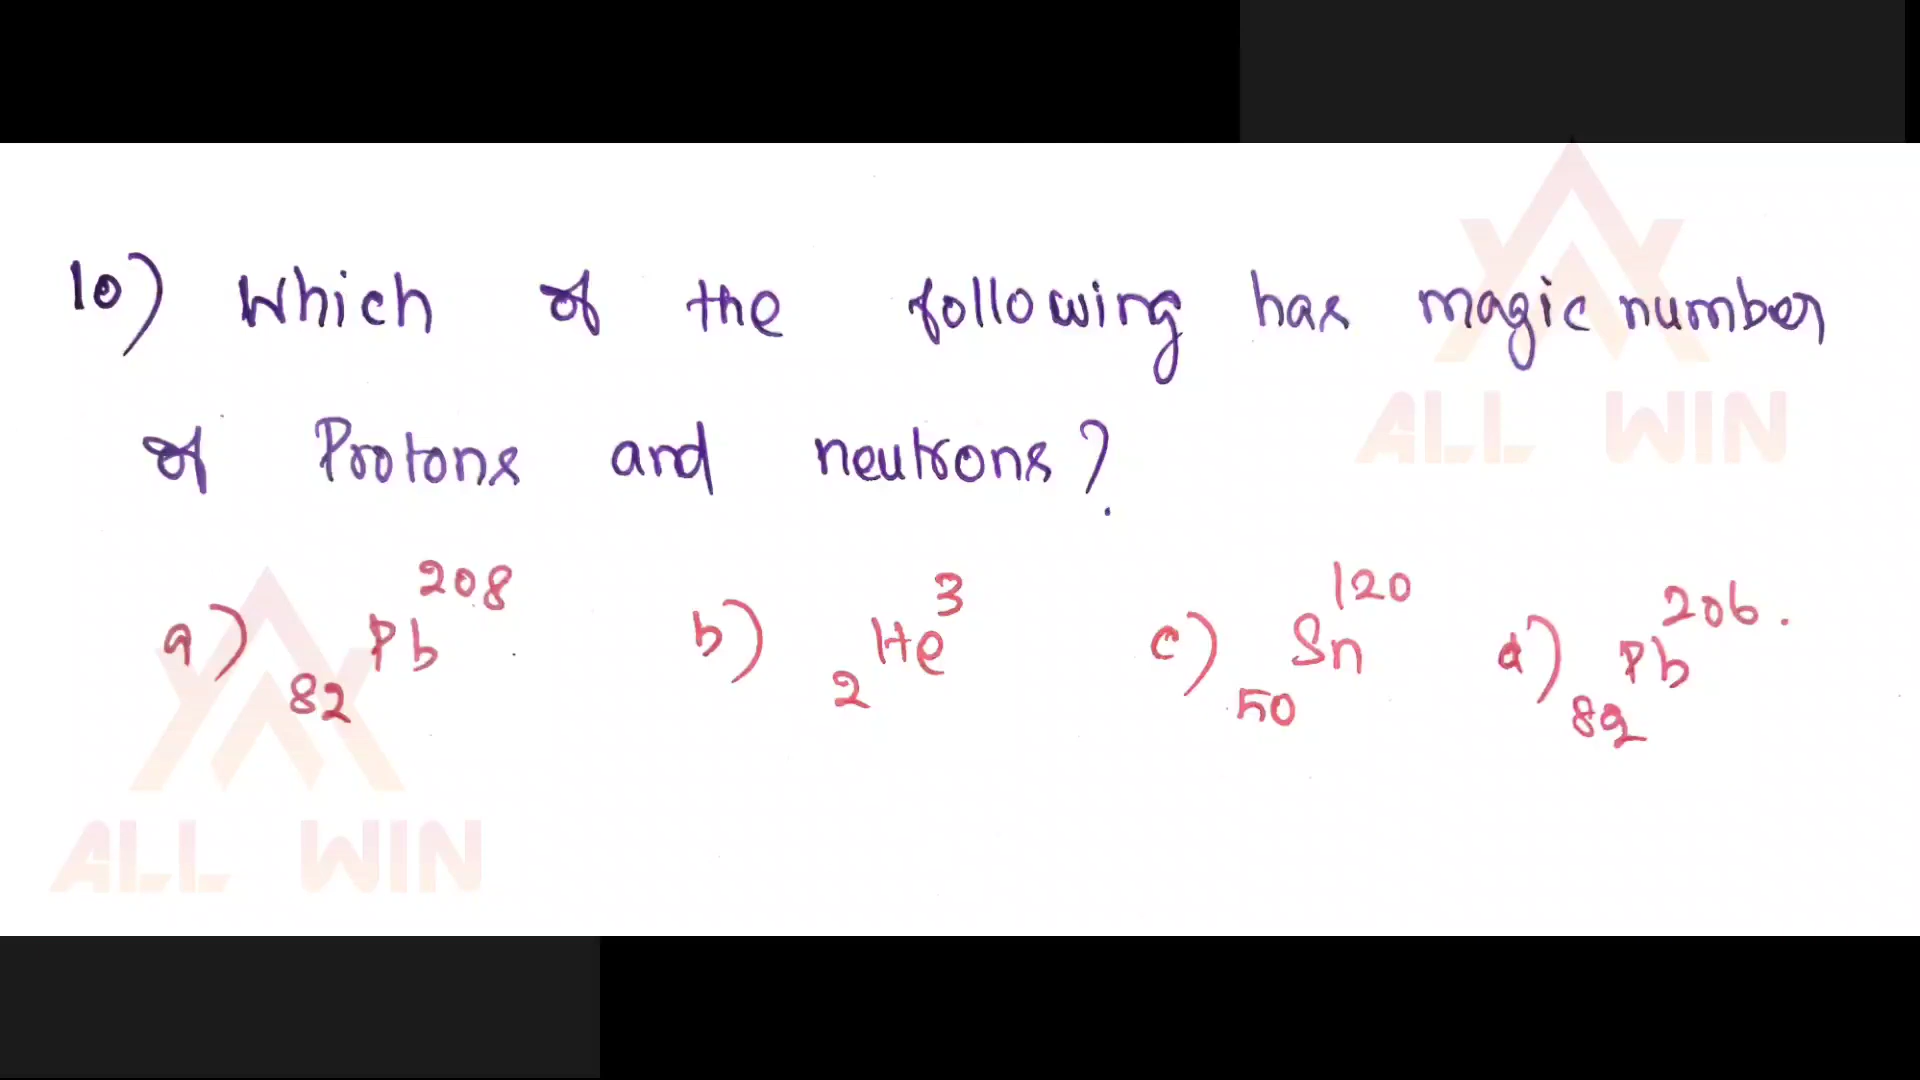 10) Which of the following has magic number
of Protons and neutrons?
a) ₈₂Pb²⁰⁸ b) ₂He³ c) ₅₀Sn¹²⁰ d) ₈₂Pb²⁰⁶.
ALL WIN
ALL WIN